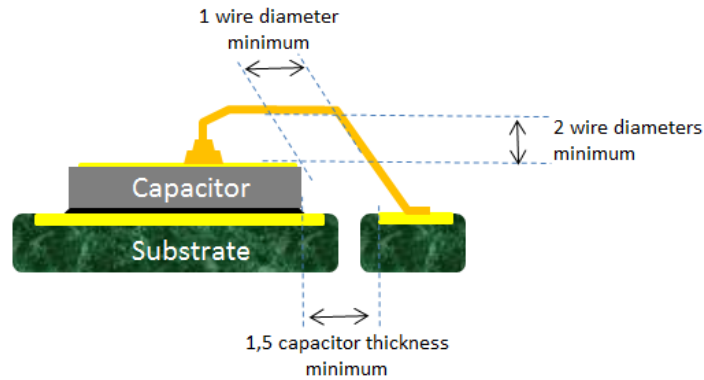 1 wire diameter
minimum
2 wire diameters
minimum
Capacitor
Substrate
1,5 capacitor thickness
minimum